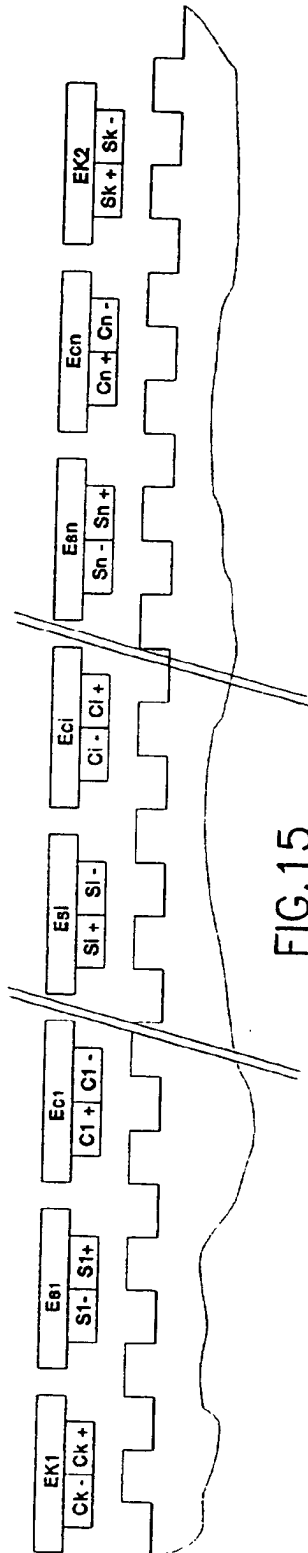 EK1 Es1 Ec1 Esi Eci Esn Ecn EK2
Ck - Ck + S1- S1+ C1 + C1 - Si + Si - Ci - Ci + Sn - Sn + Cn + Cn - Sk + Sk -
FIG.15